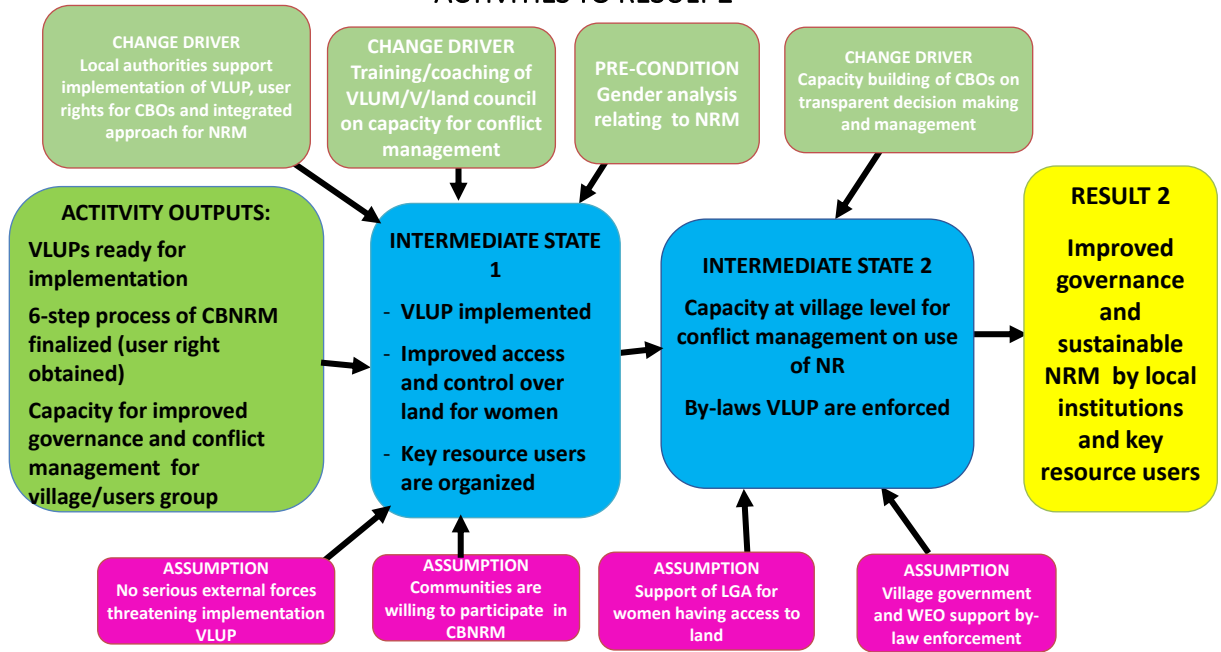 ACTIVITIES TO RESULT 2
CHANGE DRIVER
Local authorities support
implementation of VLUP, user
rights for CBOs and integrated
approach for NRM
CHANGE DRIVER
Training/coaching of
VLUM/V/land council
on capacity for conflict
management
PRE-CONDITION
Gender analysis
relating to NRM
CHANGE DRIVER
Capacity building of CBOs on
transparent decision making
and management
ACTITVITY OUTPUTS:
VLUPs ready for
implementation
6-step process of CBNRM
finalized (user right
obtained)
Capacity for improved
governance and conflict
management for
village/users group
INTERMEDIATE STATE
1
- VLUP implemented
- Improved access
and control over
land for women
- Key resource users
are organized
INTERMEDIATE STATE 2
Capacity at village level for
conflict management on use
of NR
By-laws VLUP are enforced
RESULT 2
Improved
governance
and
sustainable
NRM by local
institutions
and key
resource users
ASSUMPTION
No serious external forces
threatening implementation
VLUP
ASSUMPTION
Communities are
willing to participate in
CBNRM
ASSUMPTION
Support of LGA for
women having access to
land
ASSUMPTION
Village government
and WEO support by-
law enforcement